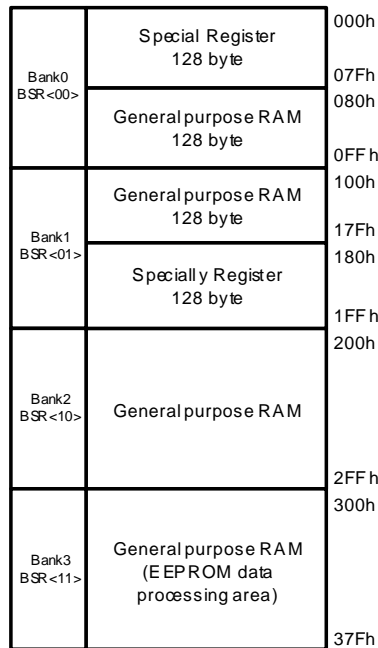 Bank0
BSR<00>
Special Register
128 byte
000h
07Fh
General purpose RAM
128 byte
080h
0FFh
Bank1
BSR<01>
General purpose RAM
128 byte
100h
17Fh
Specially Register
128 byte
180h
1FFh
Bank2
BSR<10>
General purpose RAM
200h
2FFh
Bank3
BSR<11>
General purpose RAM
(EEPROM data
processing area)
300h
37Fh